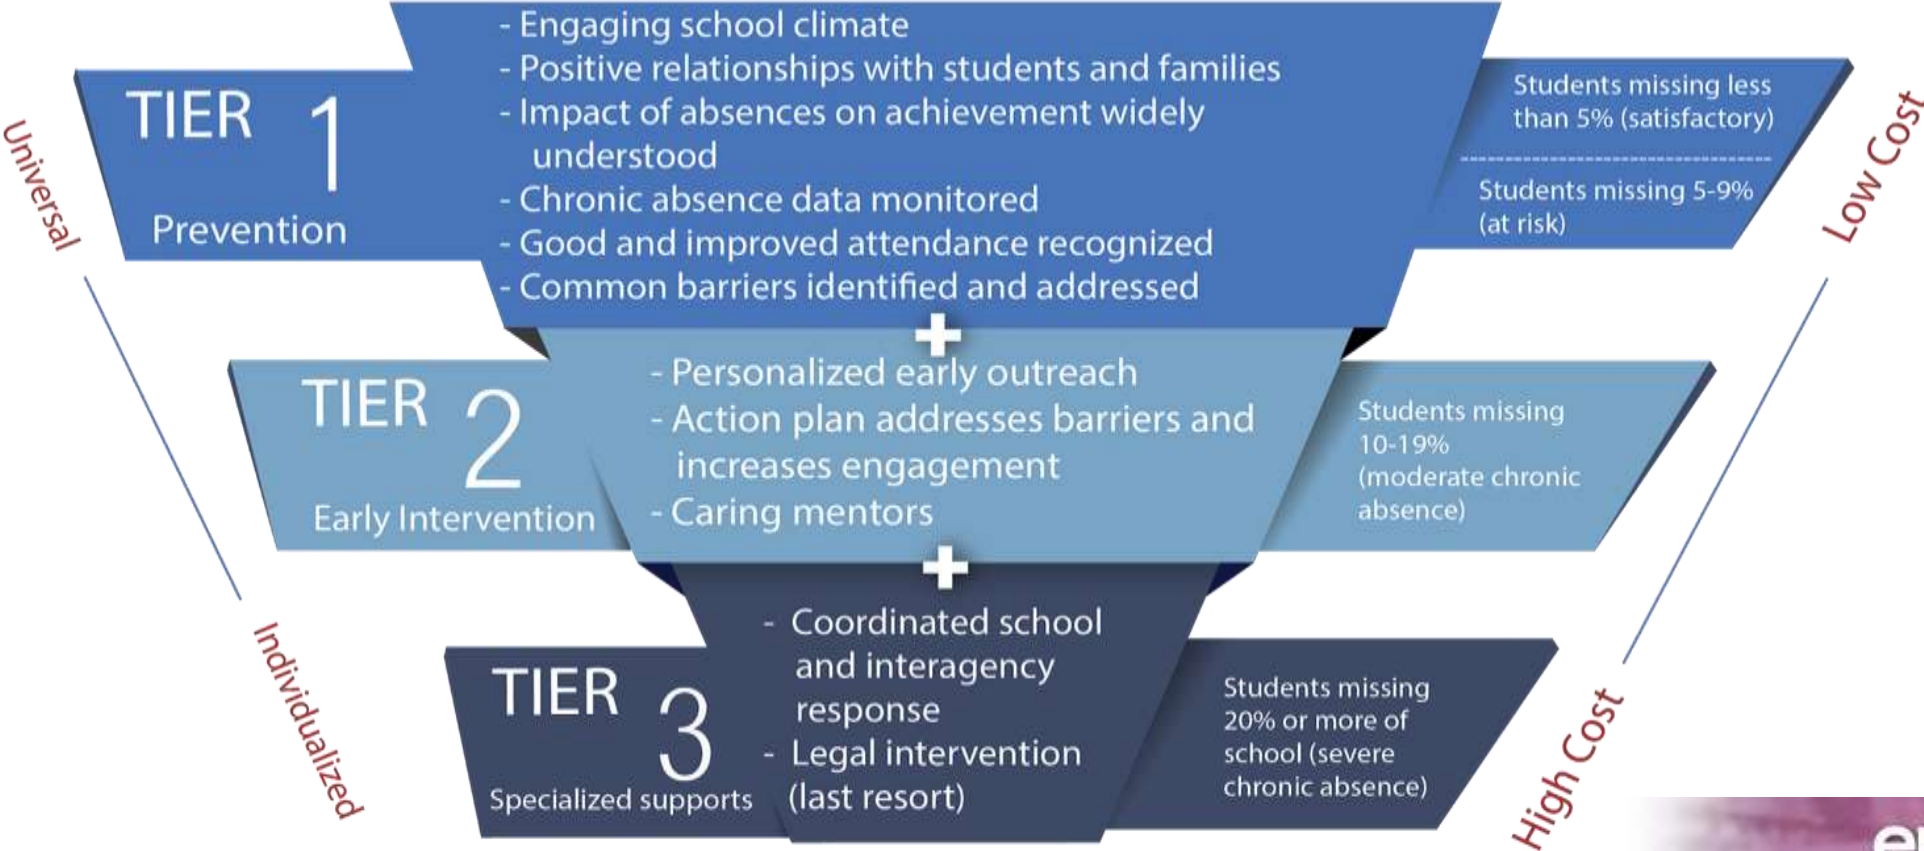 Universal
TIER 1
Prevention
- Engaging school climate
- Positive relationships with students and families
- Impact of absences on achievement widely
understood
- Chronic absence data monitored
- Good and improved attendance recognized
- Common barriers identified and addressed
Students missing less
than 5% (satisfactory)
Students missing 5-9%
(at risk)
Low Cost
+
TIER 2
Early Intervention
- Personalized early outreach
- Action plan addresses barriers and
increases engagement
- Caring mentors
Students missing
10-19%
(moderate chronic
absence)
+
Individualized
TIER 3
Specialized supports
- Coordinated school
and interagency
response
- Legal intervention
(last resort)
Students missing
20% or more of
school (severe
chronic absence)
High Cost